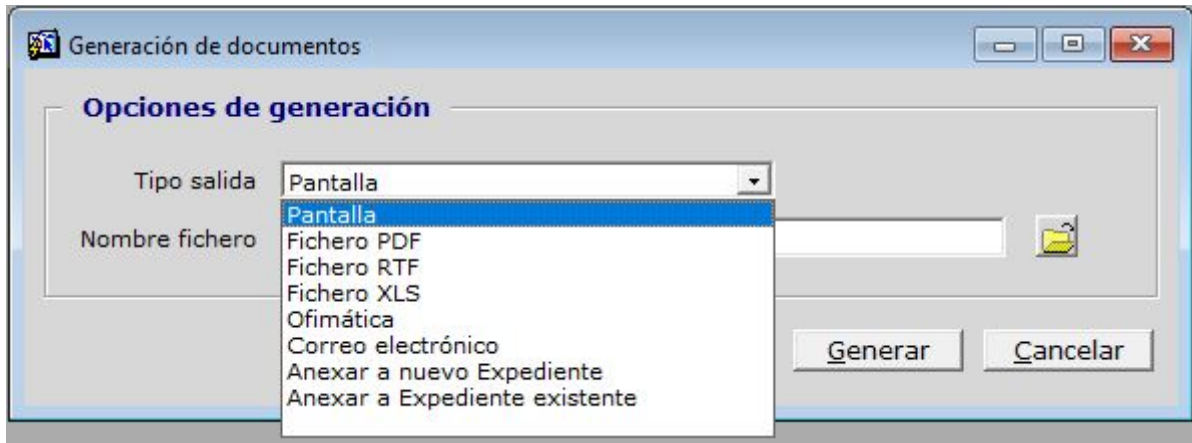 Generación de documentos
Opciones de generación
Tipo salida Pantalla
Pantalla
Nombre fichero
Fichero PDF
Fichero RTF
Fichero XLS
Ofimática
Correo electrónico
Anexar a nuevo Expediente
Anexar a Expediente existente
Generar Cancelar